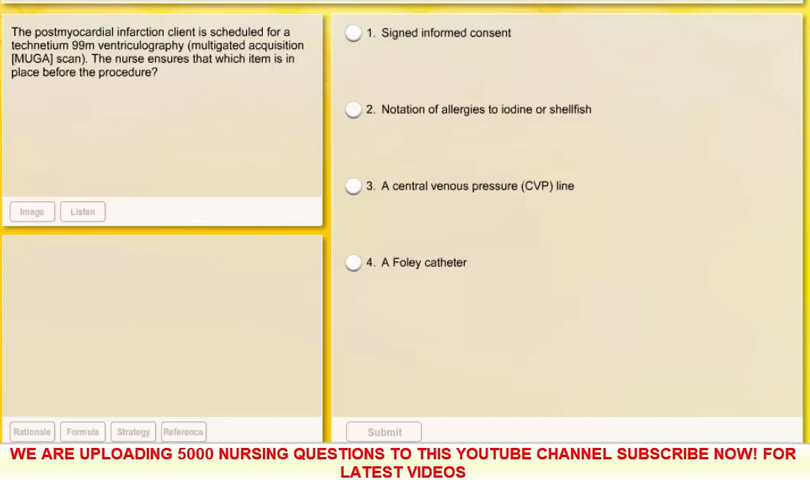 The postmyocardial infarction client is scheduled for a
technetium 99m ventriculography (multigated acquisition
[MUGA] scan). The nurse ensures that which item is in
place before the procedure?
Image
Listen
Rationale
Formula
Strategy
Reference
1. Signed informed consent
2. Notation of allergies to iodine or shellfish
3. A central venous pressure (CVP) line
4. A Foley catheter
Submit
WE ARE UPLOADING 5000 NURSING QUESTIONS TO THIS YOUTUBE CHANNEL SUBSCRIBE NOW! FOR
LATEST VIDEOS